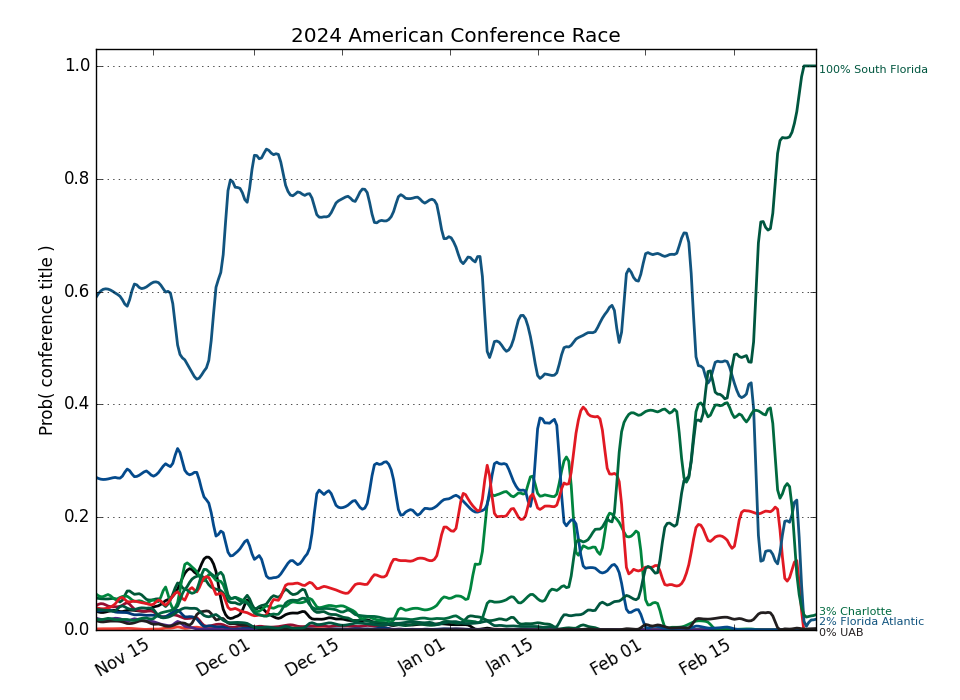 2024 American Conference Race
Prob( conference title )
1.0
0.8
0.6
0.4
0.2
0.0
100% South Florida
3% Charlotte
2% Florida Atlantic
0% UAB
Nov 15
Dec 01
Dec 15
Jan 01
Jan 15
Feb 01
Feb 15